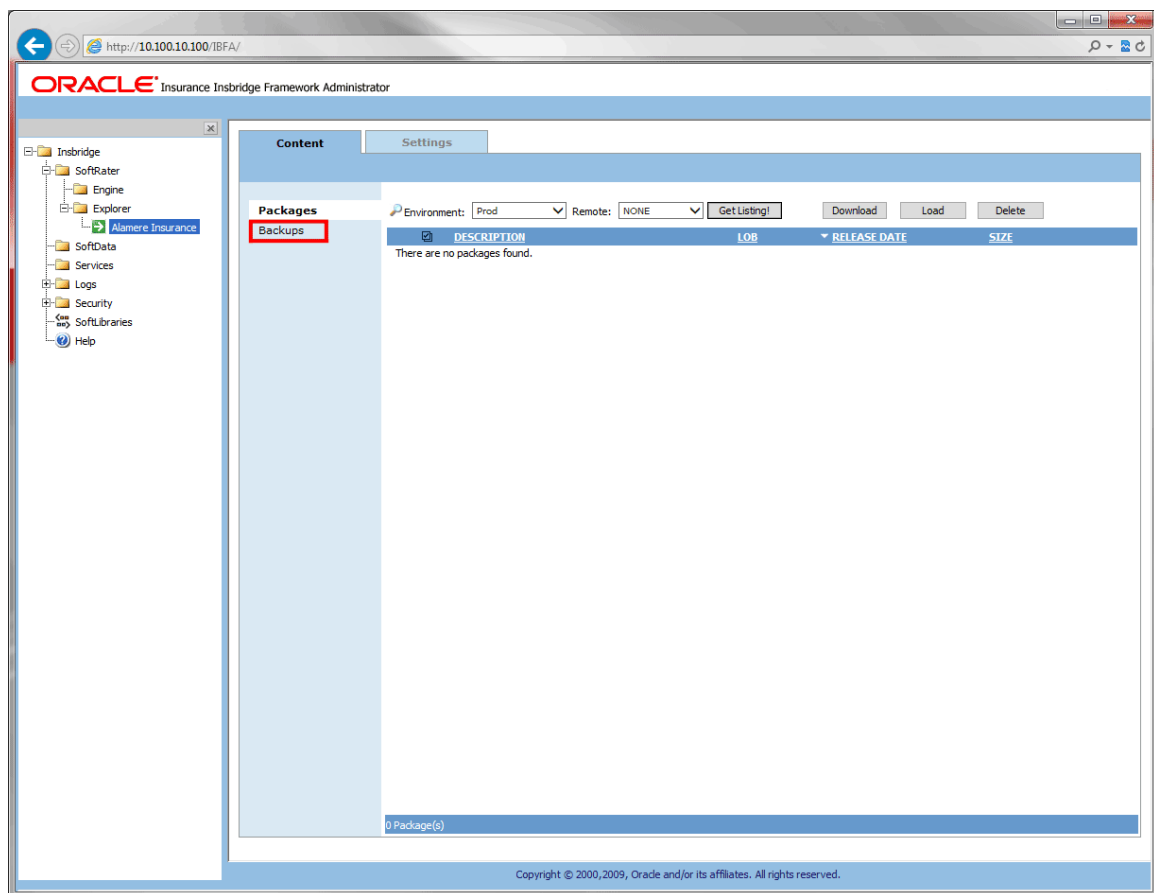 http://10.100.10.100/IBFA/
ORACLE Insurance Insbridge Framework Administrator
Insbridge
SoftRater
Engine
Explorer
Alamere Insurance
SoftData
Services
Logs
Security
SoftLibraries
Help
Content Settings
Packages
Backups
Environment: Prod Remote: NONE Get Listing! Download Load Delete
DESCRIPTION LOB RELEASE DATE SIZE
There are no packages found.
0 Package(s)
Copyright © 2000,2009, Oracle and/or its affiliates. All rights reserved.